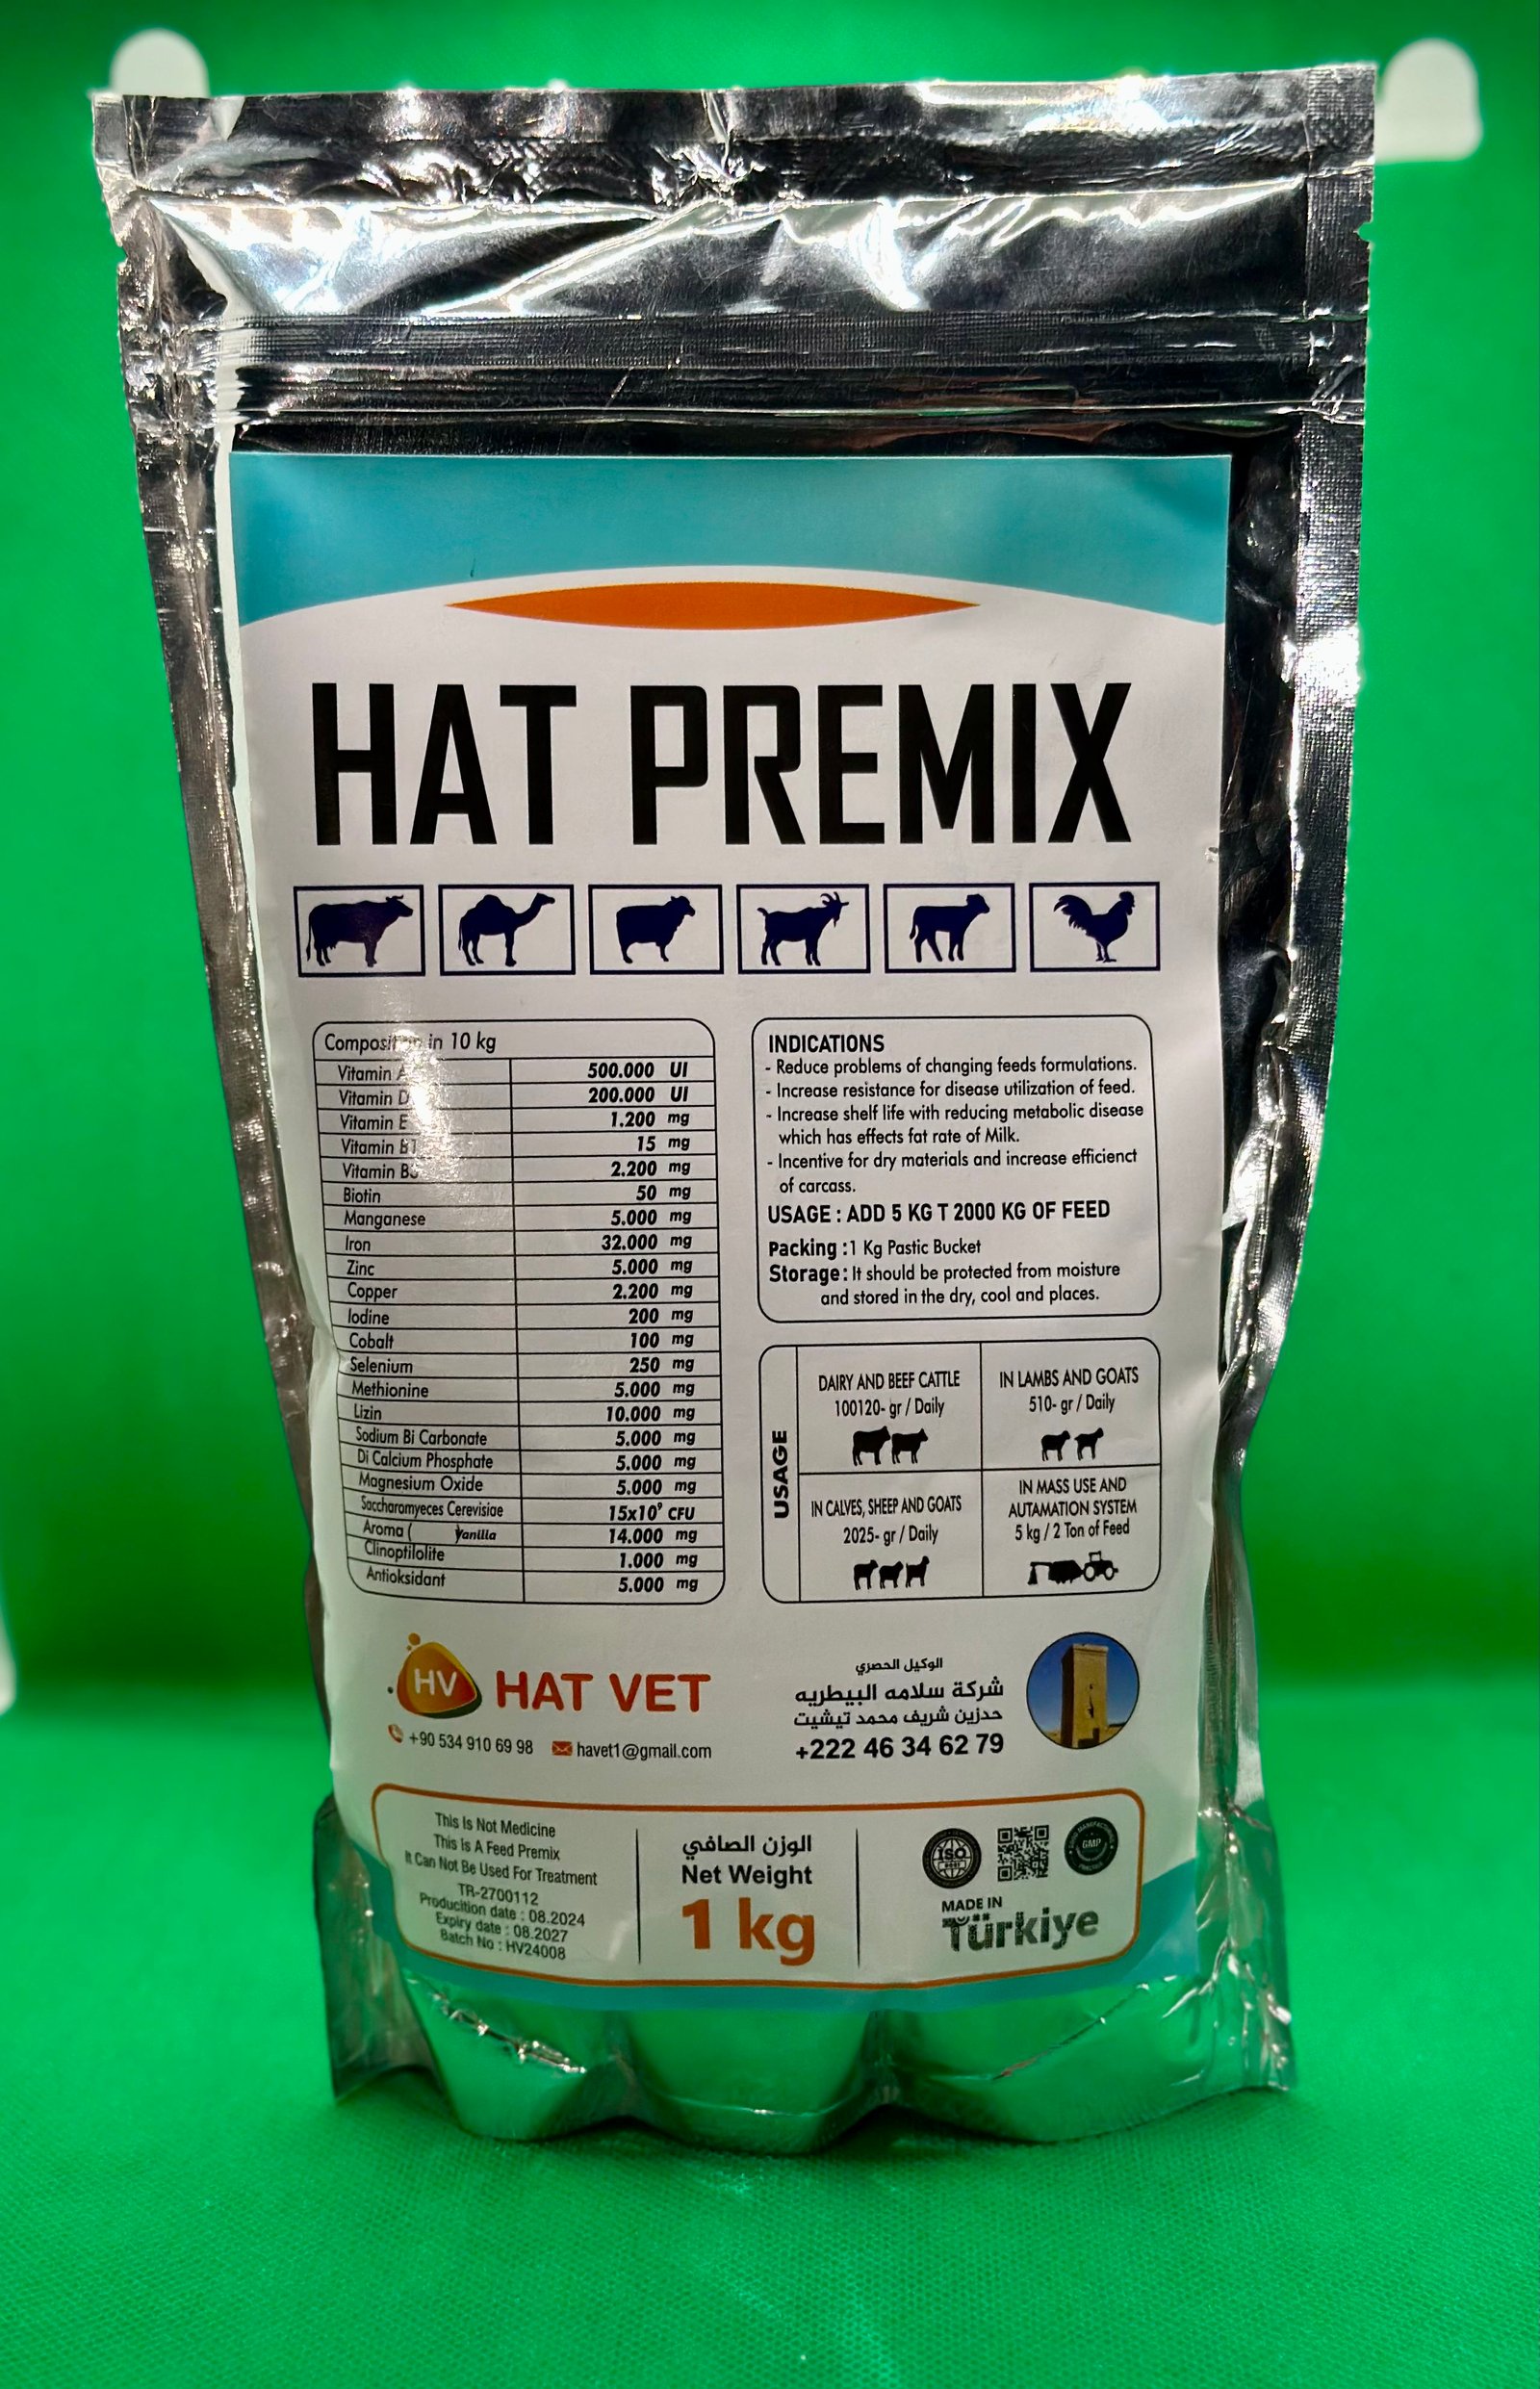 HAT PREMIX
Composition in 10 kg
Vitamin A 500.000 UI
Vitamin D 200.000 UI
Vitamin E 1.200 mg
Vitamin B1 15 mg
Vitamin 2.200 mg
Biotin 50 mg
Manganese 5.000 mg
Iron 32.000 mg
Zinc 5.000 mg
Copper 2.200 mg
Iodine 200 mg
Cobalt 100 mg
Selenium 250 mg
Methionine 5.000 mg
Lizin 10.000 mg
Sodium Bi Carbonate 5.000 mg
Di Calcium Phosphate 5.000 mg
Magnesium Oxide 5.000 mg
Saccharomyeces Cerevisiae 15x10⁹ CFU
Aroma ( Vanilla 14.000 mg
Clinoptilolite 1.000 mg
Antioksidant 5.000 mg
INDICATIONS
- Reduce problems of changing feeds formulations.
- Increase resistance for disease utilization of feed.
- Increase shelf life with reducing metabolic disease
which has effects fat rate of Milk.
- Incentive for dry materials and increase efficienct
of carcass.
USAGE : ADD 5 KG T 2000 KG OF FEED
Packing :1 Kg Pastic Bucket
Storage : It should be protected from moisture
and stored in the dry, cool and places.
USAGE
DAIRY AND BEEF CATTLE
100120- gr / Daily
IN LAMBS AND GOATS
510- gr / Daily
IN CALVES, SHEEP AND GOATS
2025- gr / Daily
IN MASS USE AND
AUTAMATION SYSTEM
5 kg / 2 Ton of Feed
HV HAT VET
+90 534 910 69 98 havet1@gmail.com
الوكيل الحصري
شركة سلامه البيطريه
حدزين شريف محمد تيشيت
+222 46 34 62 79
This Is Not Medicine
This Is A Feed Premix
It Can Not Be Used For Treatment
TR-2700112
Producition date : 08.2024
Expiry date : 08.2027
Batch No : HV24008
الوزن الصافي
Net Weight
1 kg
ISO
GMP
MADE IN
Türkiye